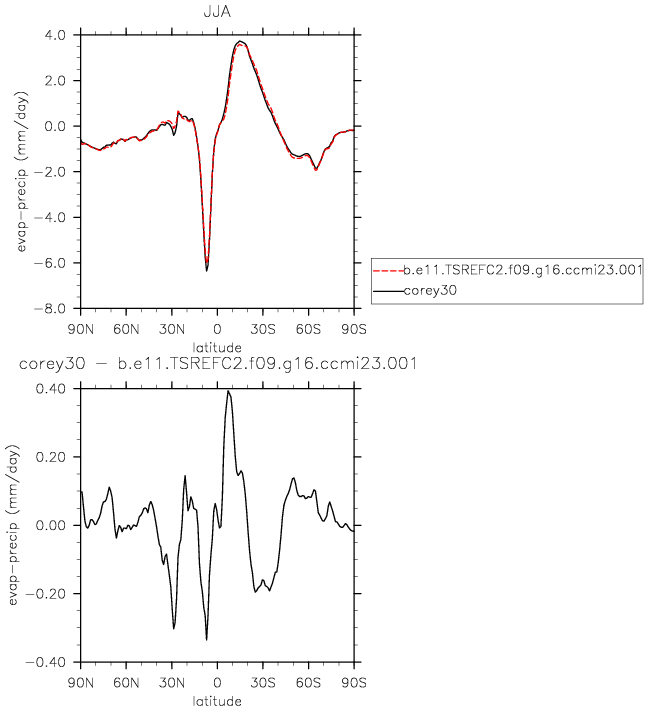 JJA
4.0
2.0
0.0
-2.0
-4.0
-6.0
-8.0
evap-precip (mm/day)
90N 60N 30N 0 30S 60S 90S
latitude
b.e11.TSREFC2.f09.g16.ccmi23.001
corey30
corey30 - b.e11.TSREFC2.f09.g16.ccmi23.001
0.40
0.20
0.00
-0.20
-0.40
evap-precip (mm/day)
90N 60N 30N 0 30S 60S 90S
latitude